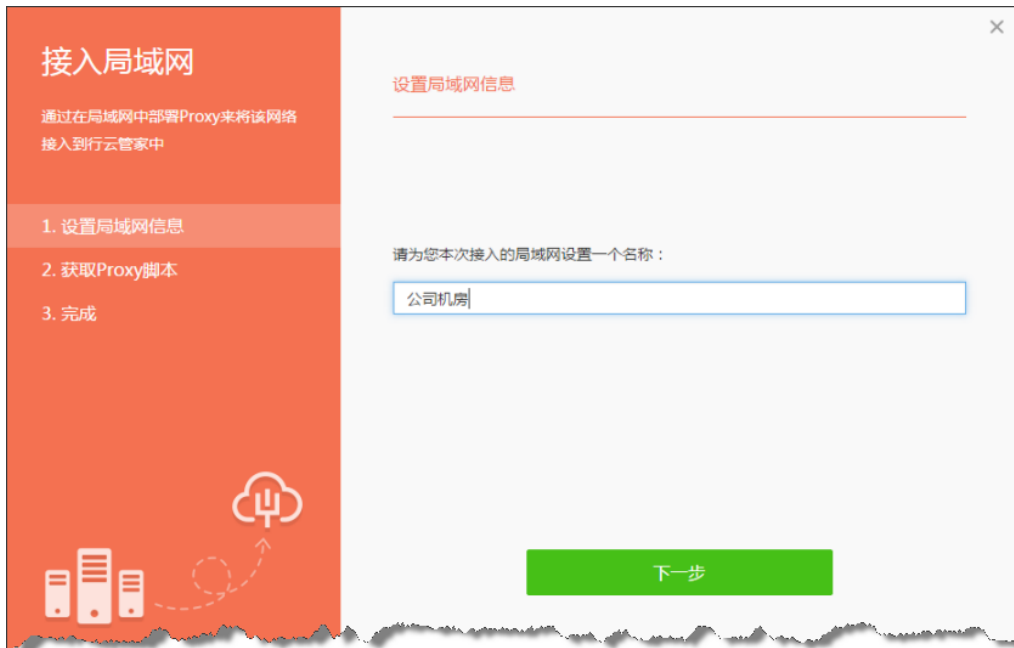 接入局域网
通过在局域网中部署Proxy来将该网络
接入到行云管家中
1. 设置局域网信息
2. 获取Proxy脚本
3. 完成
设置局域网信息
请为您本次接入的局域网设置一个名称：
公司机房
下一步